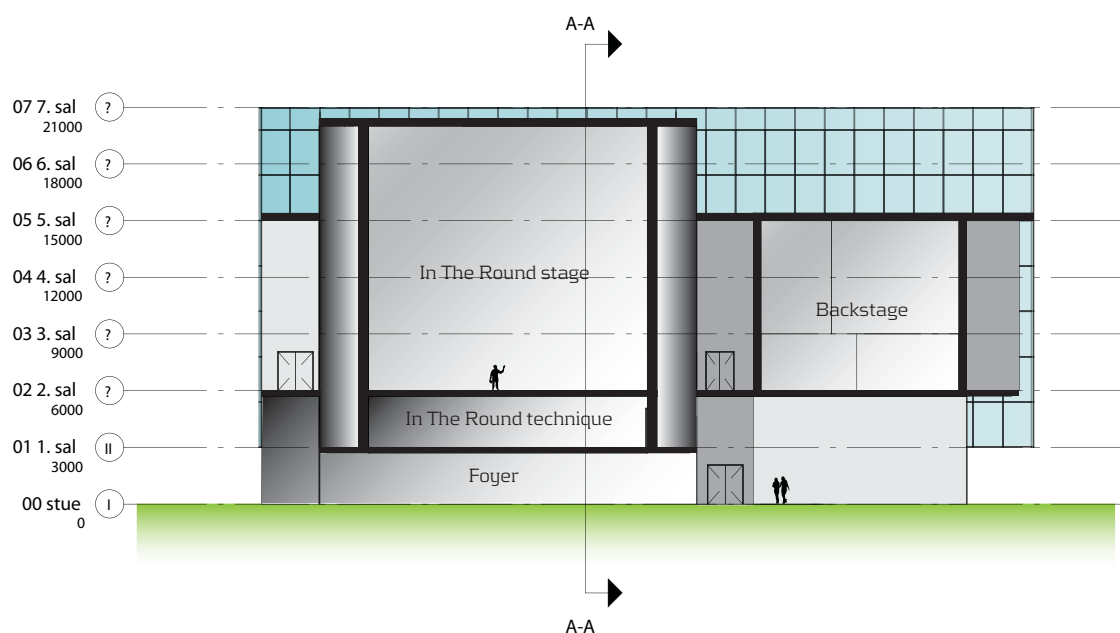 A-A
07 7. sal ?
21000
06 6. sal ?
18000
05 5. sal ?
15000
04 4. sal ?
12000
03 3. sal ?
9000
02 2. sal ?
6000
01 1. sal II
3000
00 stue I
0
In The Round stage
Backstage
In The Round technique
Foyer
A-A